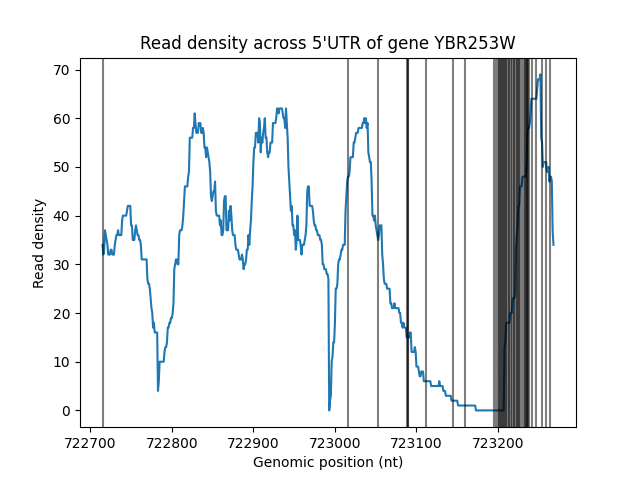 Read density across 5'UTR of gene YBR253W
70
60
50
40
30
20
10
0
Read density
722700 722800 722900 723000 723100 723200
Genomic position (nt)